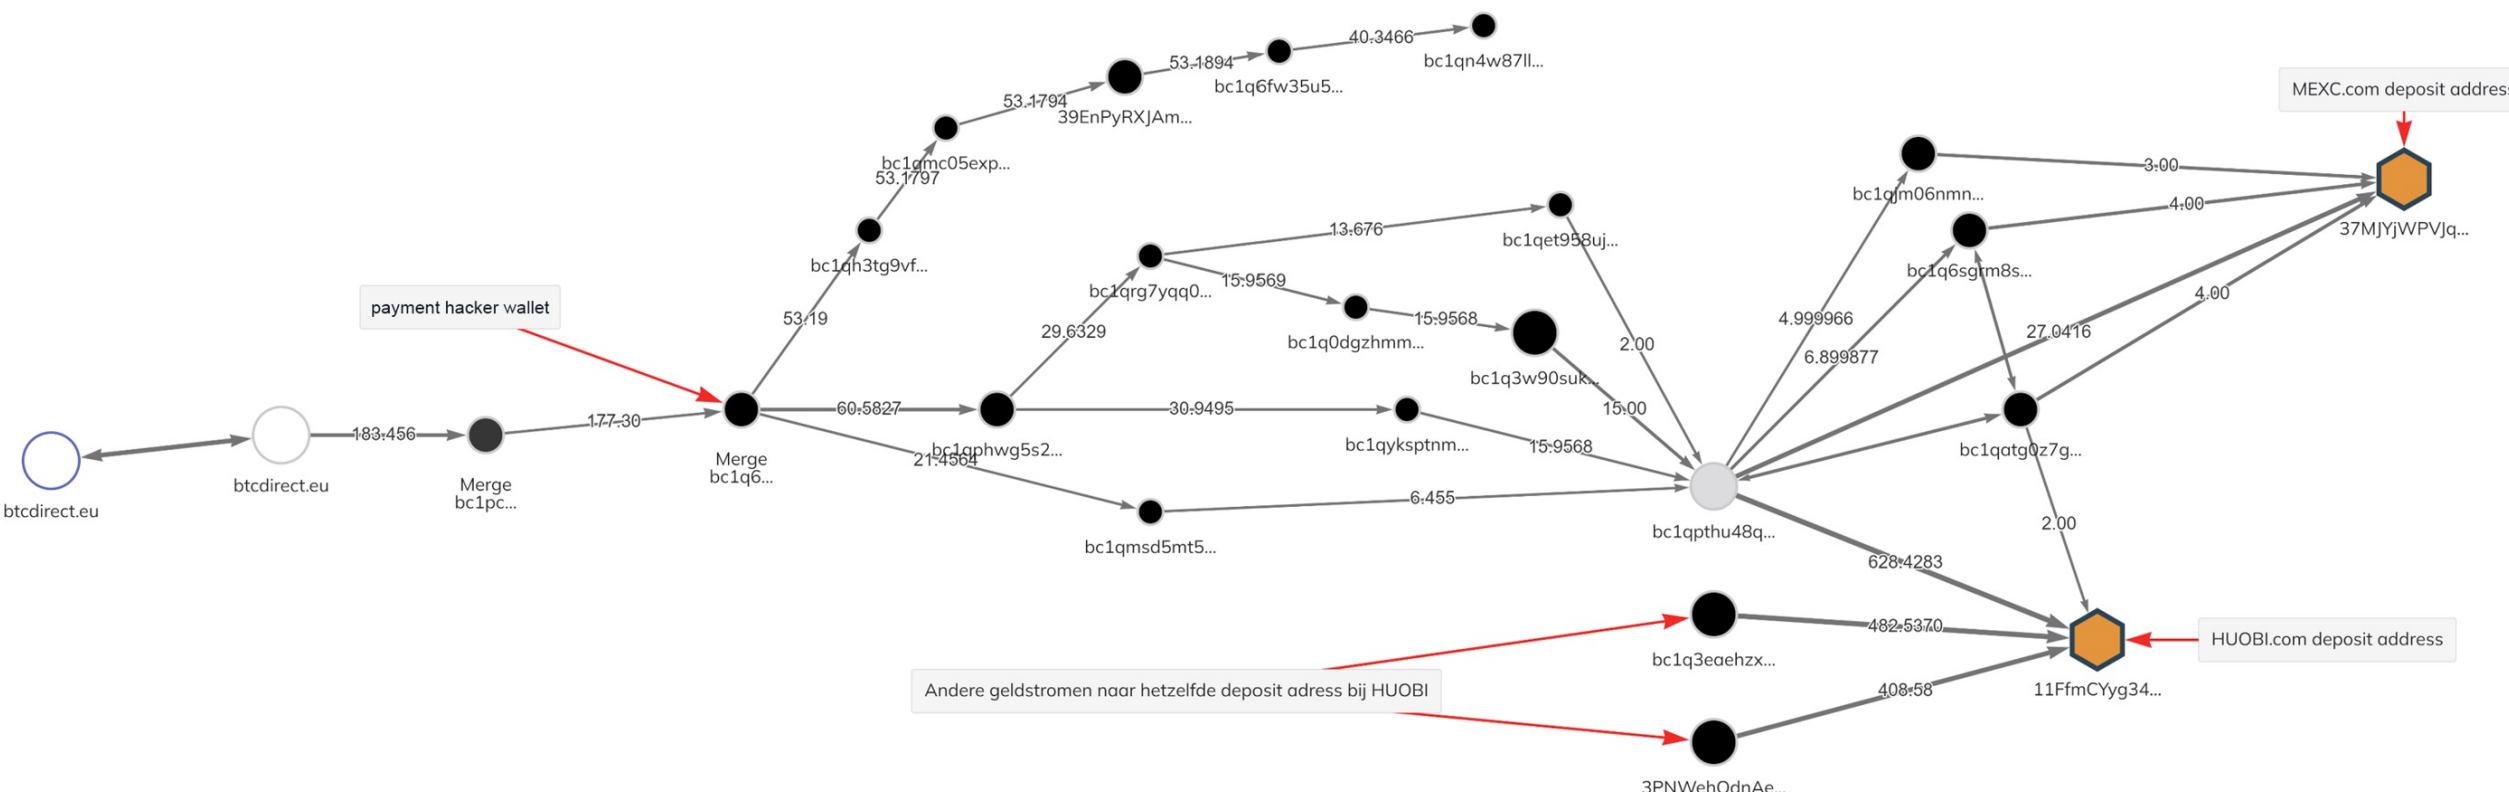 40.3466
53.1894
bc1qn4w87ll...
bc1q6fw35u5...
53.1794
39EnPyRXJAm...
MEXC.com deposit address
bc1qmc05exp...
53.1797
3.00
bc1qjm06nmn...
4.00
37MJYjWPVJq...
13.676
bc1qet958uj...
bc1qh3tg9vf...
bc1q6sgrm8s...
15.9569
bc1qrg7yqq0...
4.00
payment hacker wallet
53.19
29.6329
15.9568
bc1q0dgzhmm...
2.00
4.999966
27.0416
6.899877
bc1q3w90suk...
60.5827
30.9495
15.00
177.30
183.456
bc1qphwg5s2...
21.4564
bc1qyksptnm...
15.9568
bc1qatg0z7g...
Merge
bc1q6...
btcdirect.eu
Merge
bc1pc...
btcdirect.eu
6.455
bc1qmsd5mt5...
bc1qpthu48q...
2.00
628.4283
482.5370
HUOBI.com deposit address
bc1q3eaehzx...
Andere geldstromen naar hetzelfde deposit adress bij HUOBI
408.58
11FfmCYyg34...
3PNWehQdnAe...